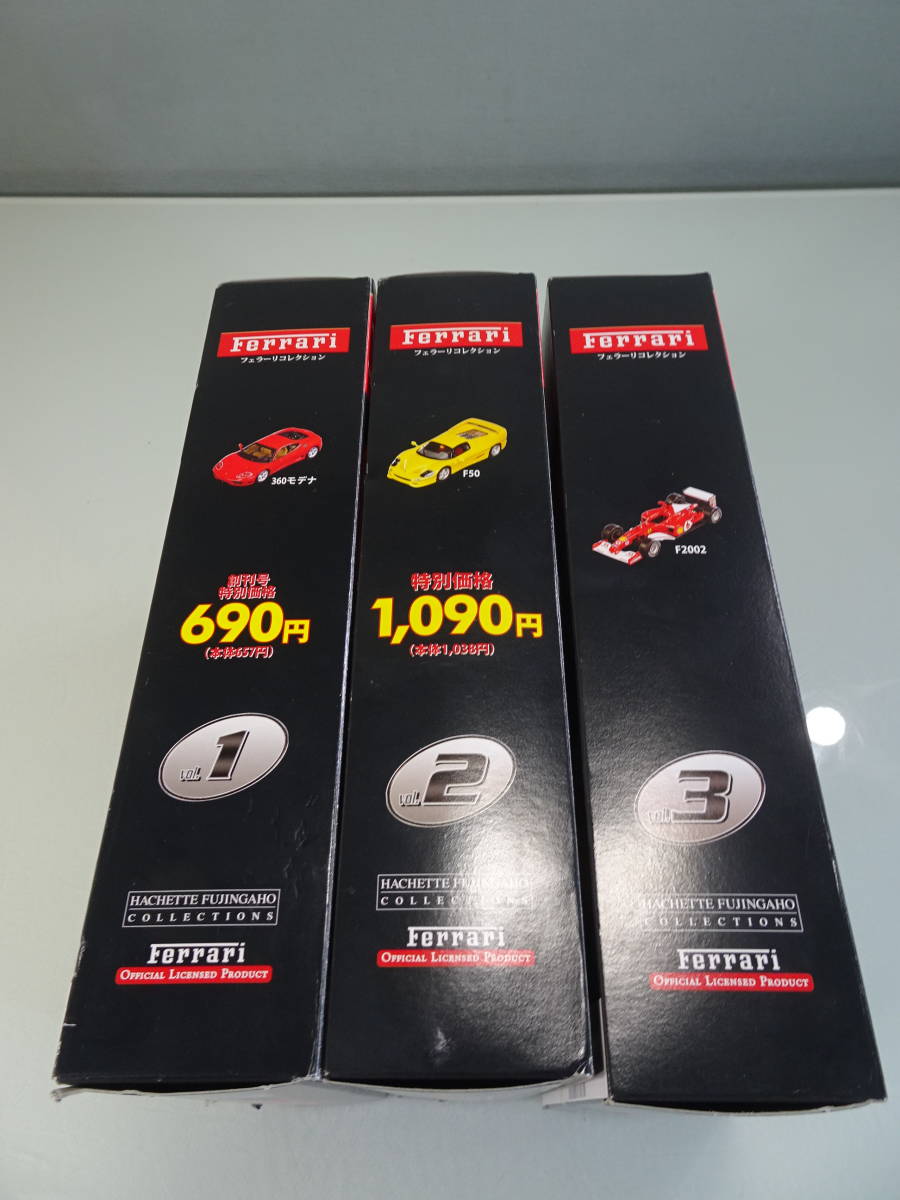 Ferrari
フェラーリコレクション
360モデナ
創刊号
特別価格
690円
(本体657円)
vol. 1
HACHETTE FUJINGAHO
COLLECTIONS
Ferrari
OFFICIAL LICENSED PRODUCT
Ferrari
フェラーリコレクション
F50
特別価格
1,090円
(本体1,038円)
vol. 2
HACHETTE FUJINGAHO
COLLECTIONS
Ferrari
OFFICIAL LICENSED PRODUCT
Ferrari
フェラーリコレクション
F2002
vol. 3
HACHETTE FUJINGAHO
COLLECTIONS
Ferrari
OFFICIAL LICENSED PRODUCT